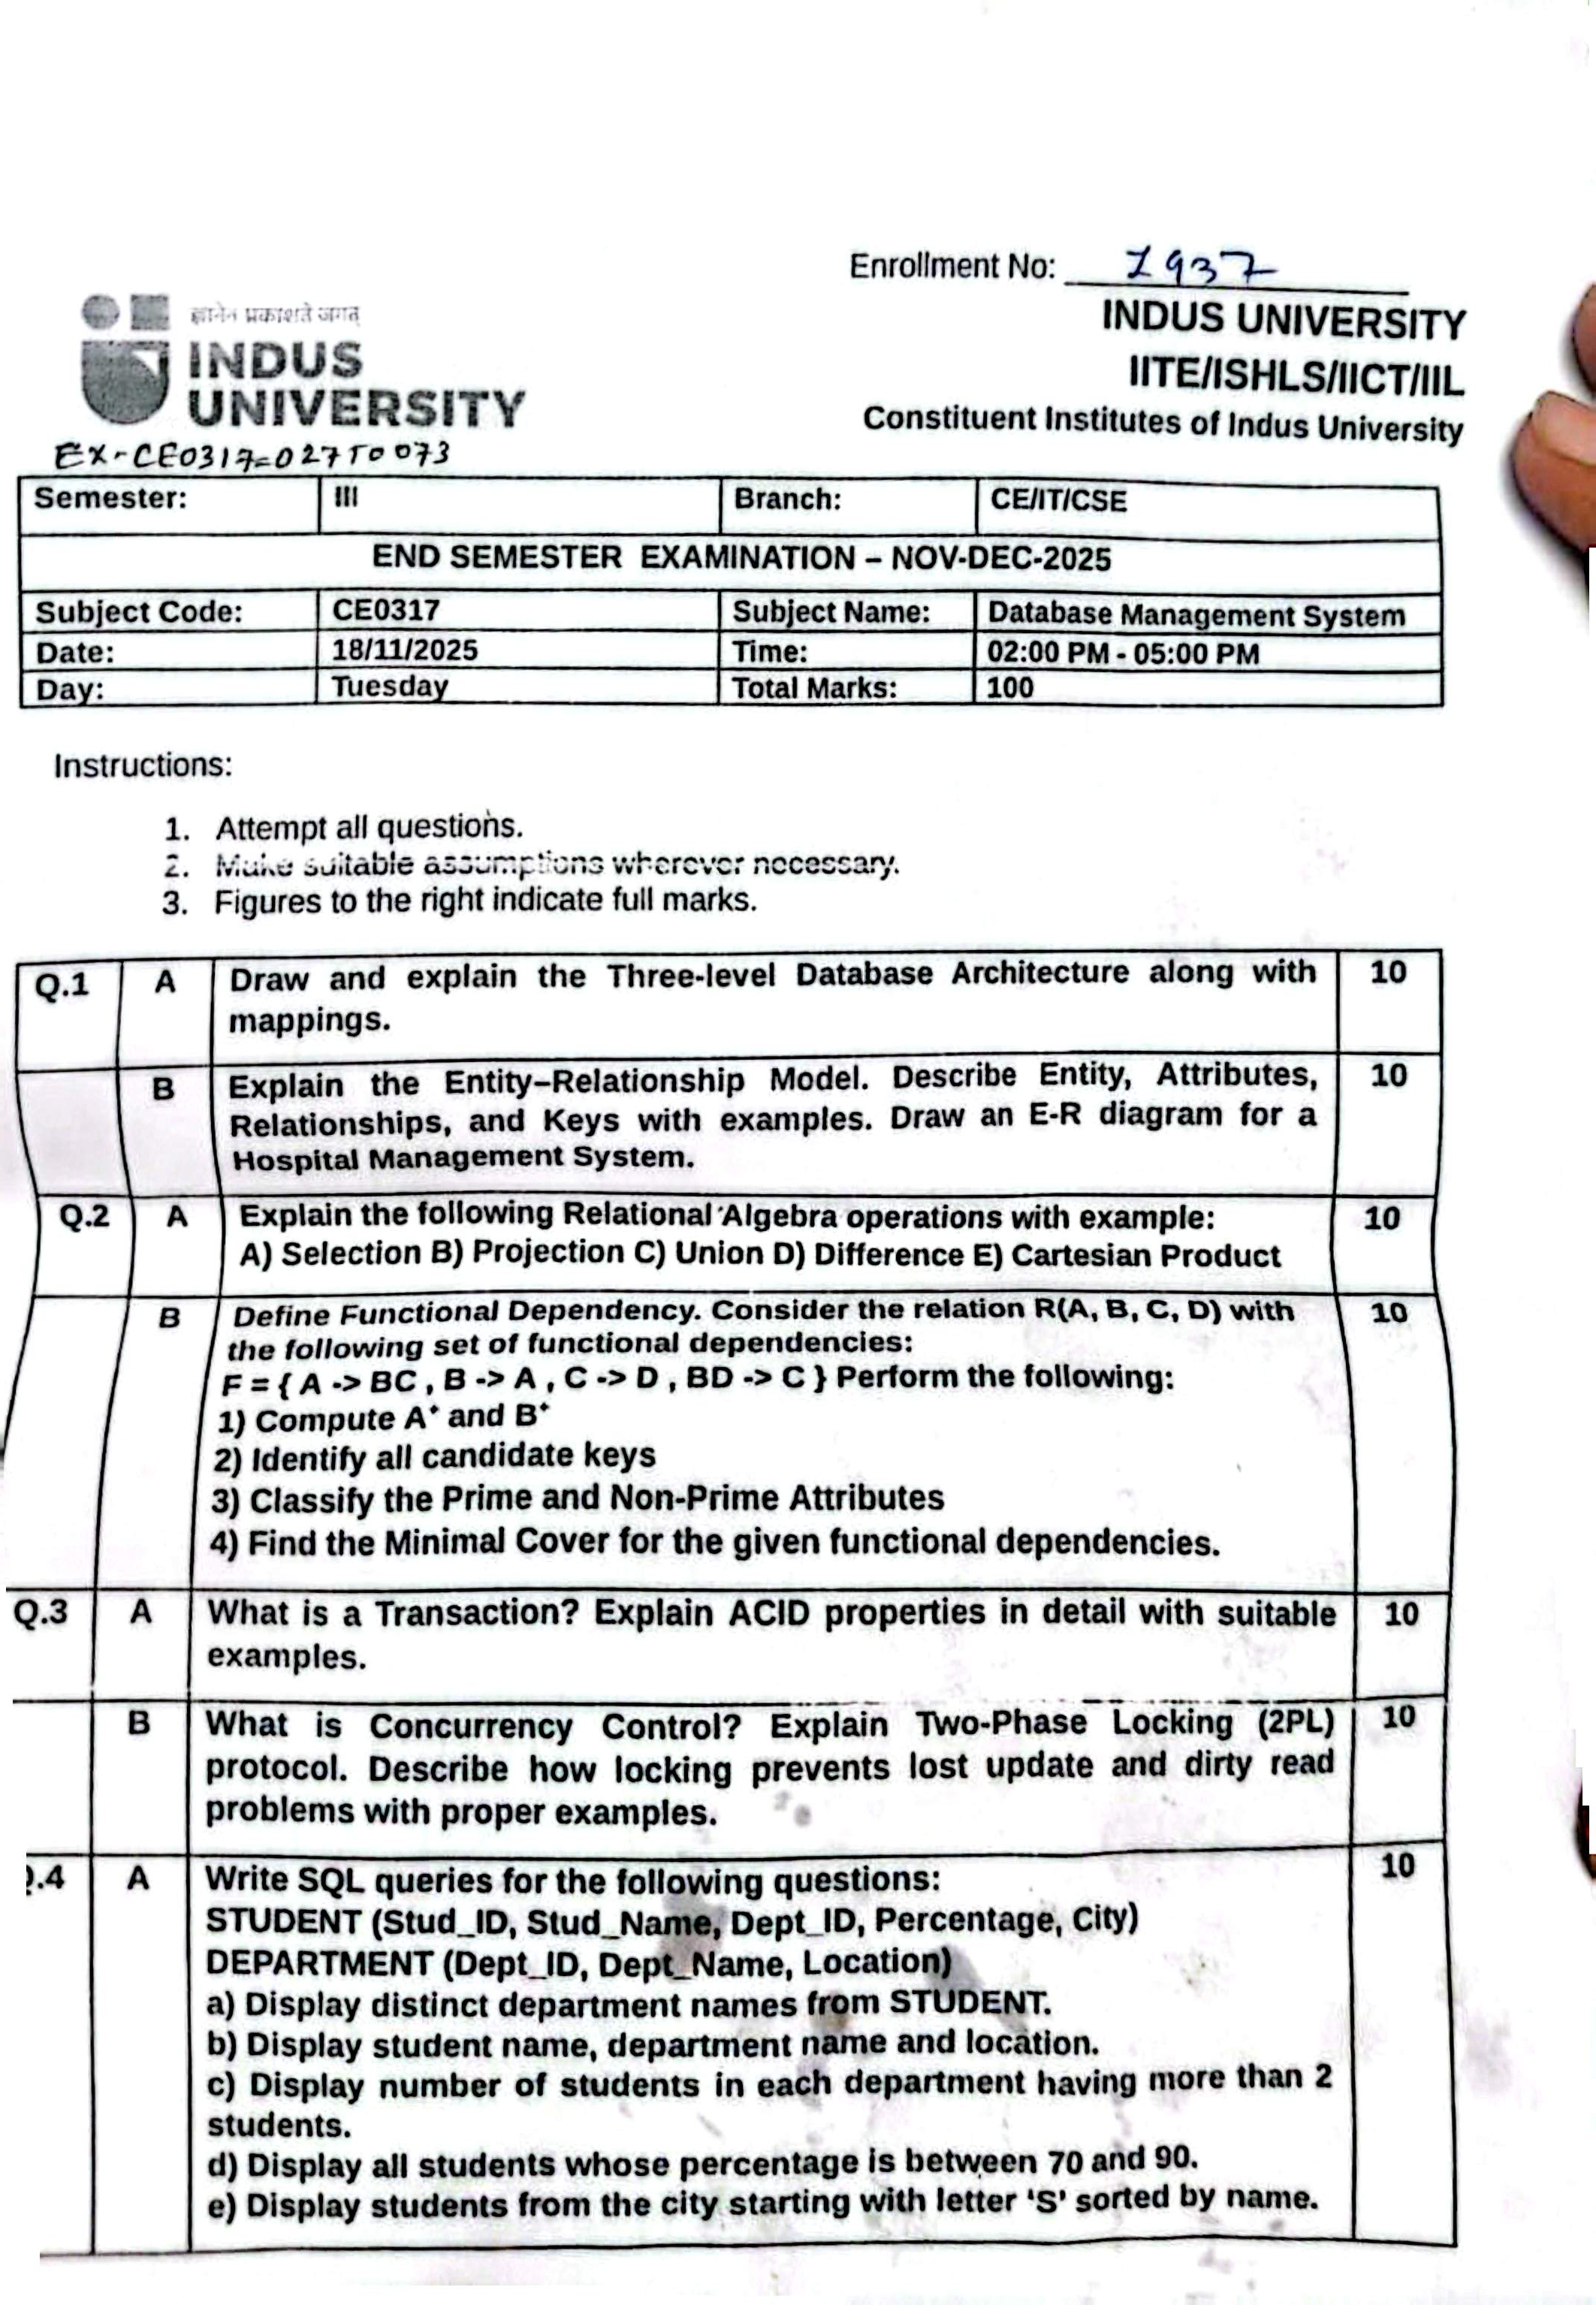 Enrollment No: 1937
ज्ञानेन प्रकाशते जगत्
INDUS
UNIVERSITY
INDUS UNIVERSITY
IITE/ISHLS/IICT/IIL
Constituent Institutes of Indus University
EX-CE0317-02750073
Semester: III Branch: CE/IT/CSE
END SEMESTER EXAMINATION – NOV-DEC-2025
Subject Code: CE0317 Subject Name: Database Management System
Date: 18/11/2025 Time: 02:00 PM - 05:00 PM
Day: Tuesday Total Marks: 100
Instructions:
1. Attempt all questions.
2. Make suitable assumptions wherever necessary.
3. Figures to the right indicate full marks.
Q.1 A Draw and explain the Three-level Database Architecture along with 10
mappings.
B Explain the Entity–Relationship Model. Describe Entity, Attributes, 10
Relationships, and Keys with examples. Draw an E-R diagram for a
Hospital Management System.
Q.2 A Explain the following Relational Algebra operations with example: 10
A) Selection B) Projection C) Union D) Difference E) Cartesian Product
B Define Functional Dependency. Consider the relation R(A, B, C, D) with 10
the following set of functional dependencies:
F = { A -> BC , B -> A , C -> D , BD -> C } Perform the following:
1) Compute A⁺ and B⁺
2) Identify all candidate keys
3) Classify the Prime and Non-Prime Attributes
4) Find the Minimal Cover for the given functional dependencies.
Q.3 A What is a Transaction? Explain ACID properties in detail with suitable 10
examples.
B What is Concurrency Control? Explain Two-Phase Locking (2PL) 10
protocol. Describe how locking prevents lost update and dirty read
problems with proper examples.
.4 A Write SQL queries for the following questions: 10
STUDENT (Stud_ID, Stud_Name, Dept_ID, Percentage, City)
DEPARTMENT (Dept_ID, Dept_Name, Location)
a) Display distinct department names from STUDENT.
b) Display student name, department name and location.
c) Display number of students in each department having more than 2
students.
d) Display all students whose percentage is between 70 and 90.
e) Display students from the city starting with letter ‘S’ sorted by name.